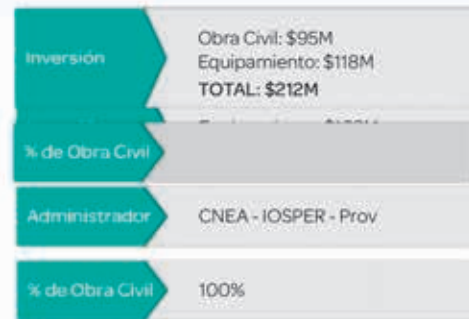 Inversión
Obra Civil: $95M
Equipamiento: $118M
TOTAL: $212M
% de Obra Civil
Administrador
CNEA - IOSPER - Prov
% de Obra Civil
100%